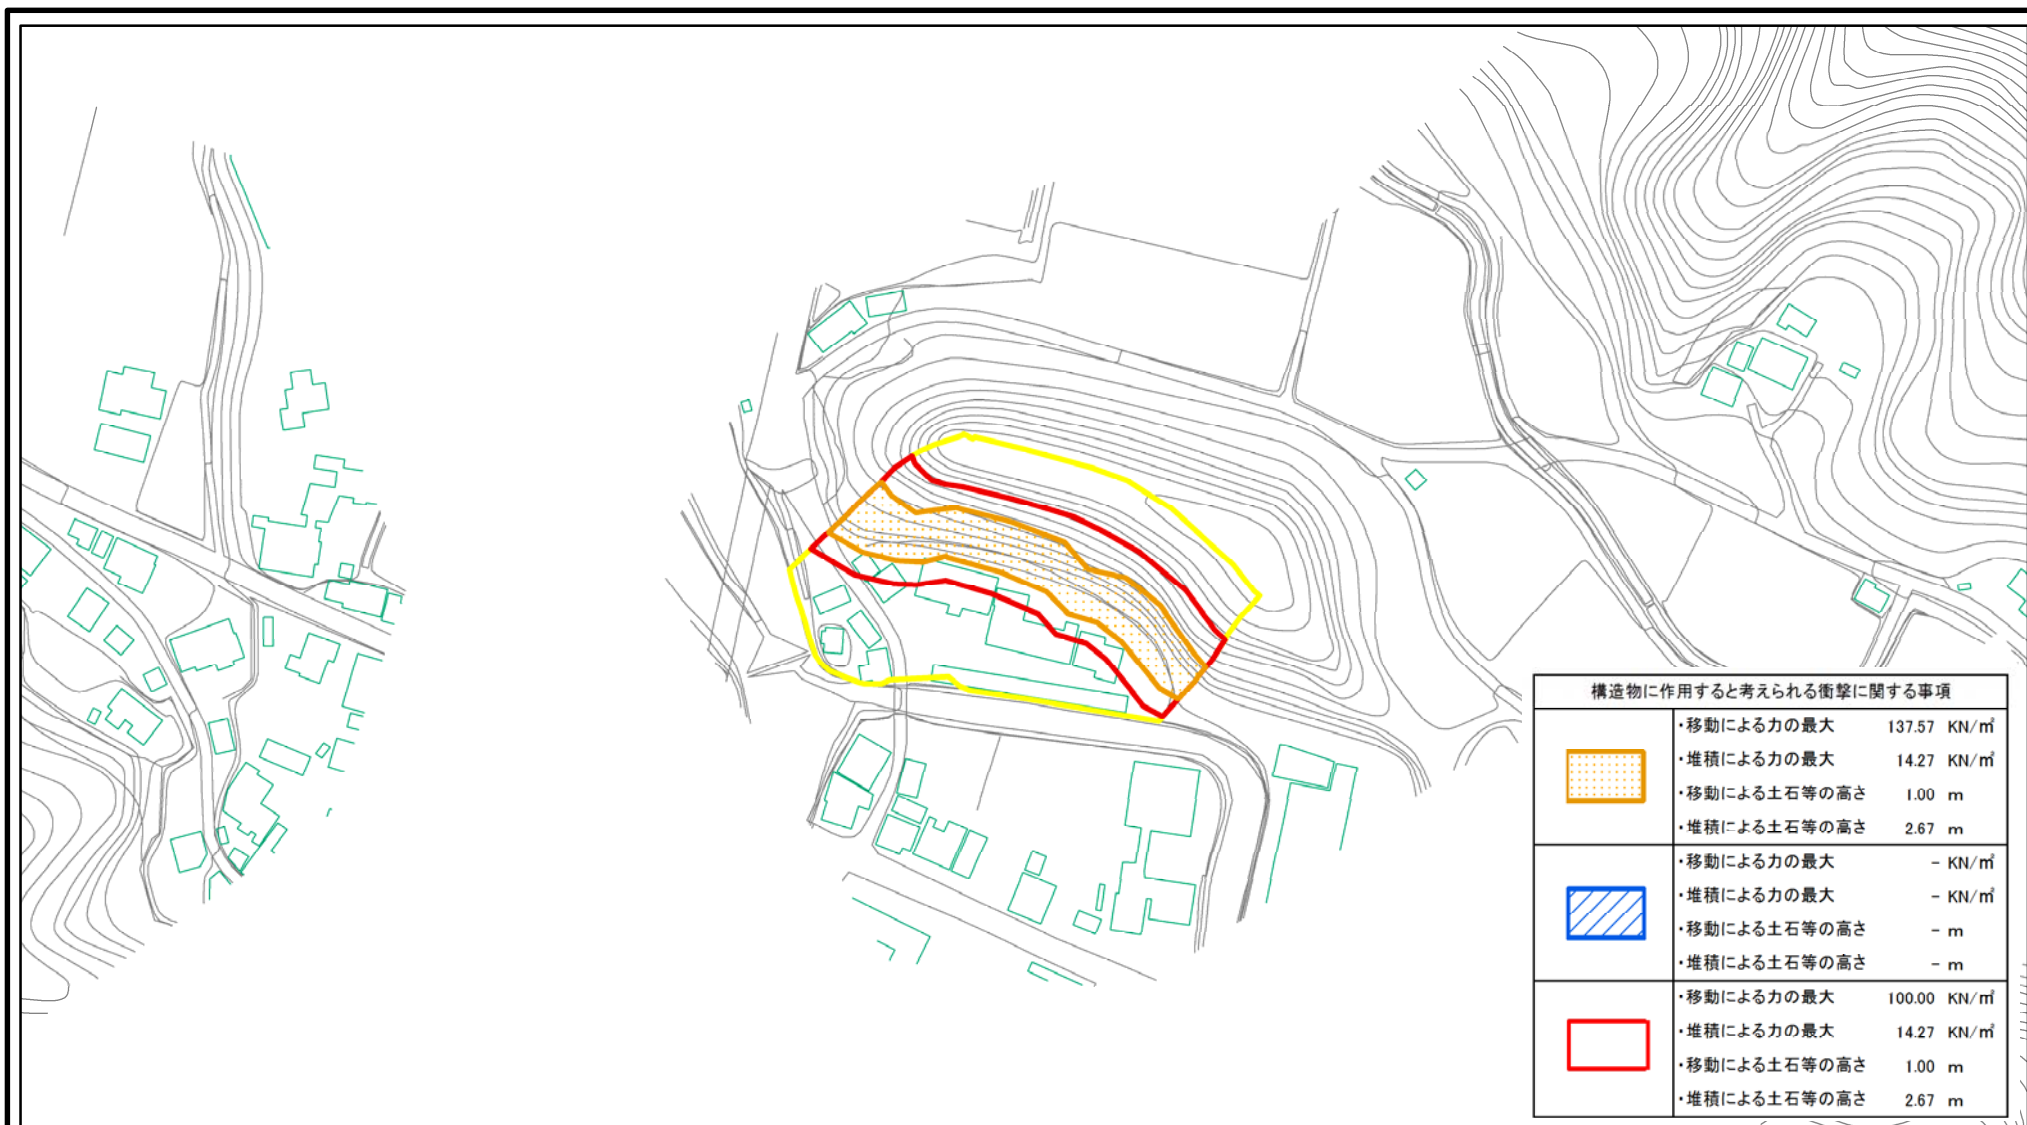 構造物に作用すると考えられる衝撃に関する事項
・移動による力の最大 137.57 KN/㎡
・堆積による力の最大 14.27 KN/㎡
・移動による土石等の高さ 1.00 m
・堆積による土石等の高さ 2.67 m
・移動による力の最大 - KN/㎡
・堆積による力の最大 - KN/㎡
・移動による土石等の高さ - m
・堆積による土石等の高さ - m
・移動による力の最大 100.00 KN/㎡
・堆積による力の最大 14.27 KN/㎡
・移動による土石等の高さ 1.00 m
・堆積による土石等の高さ 2.67 m